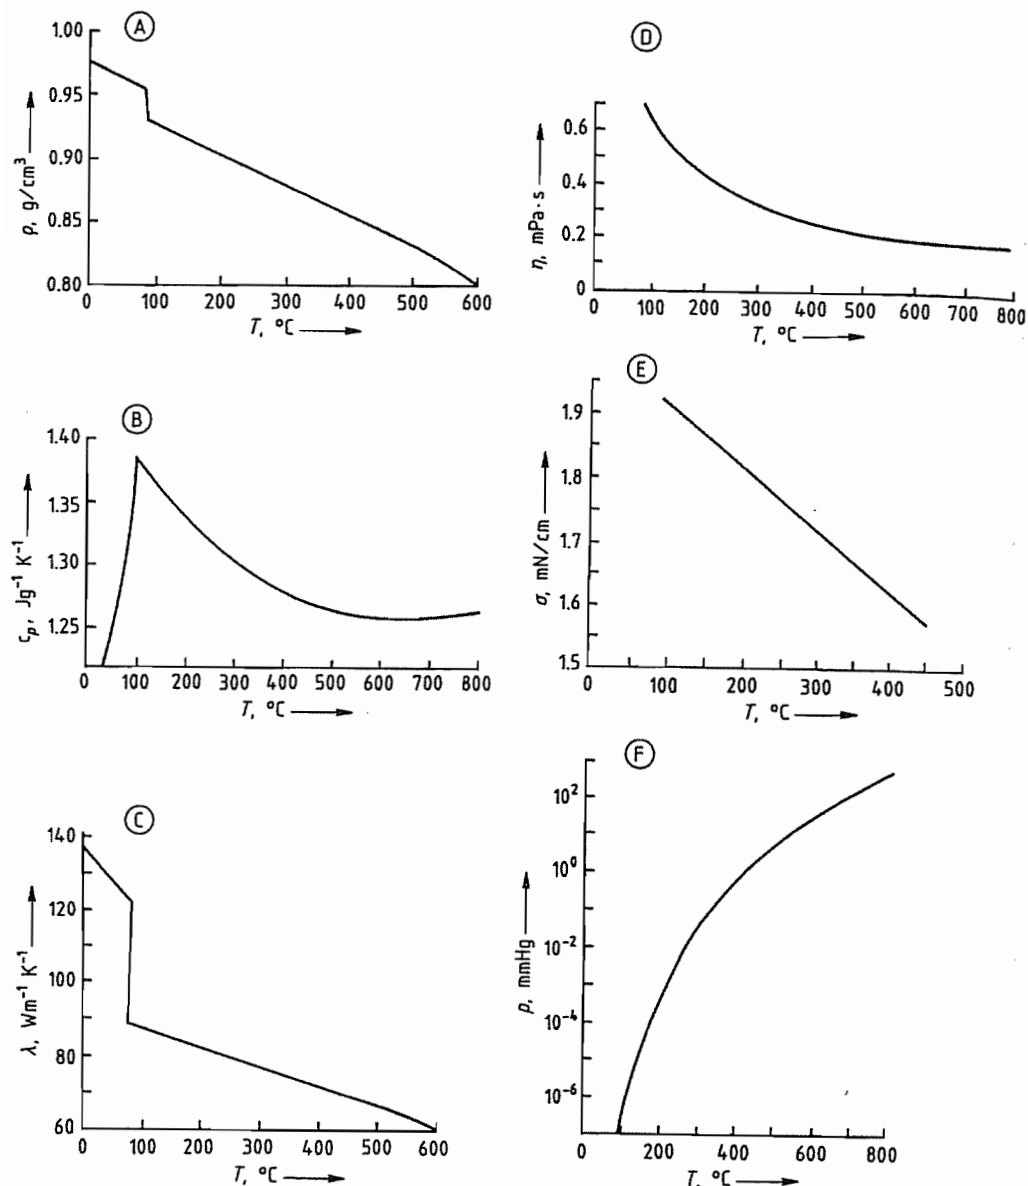 A
1.00
0.95
0.90
0.85
0.80
ρ, g/cm³
0 100 200 300 400 500 600
T, °C
B
1.40
1.35
1.30
1.25
cₚ, Jg⁻¹ K⁻¹
0 100 200 300 400 500 600 700 800
T, °C
C
140
120
100
80
60
λ, Wm⁻¹ K⁻¹
0 100 200 300 400 500 600
T, °C
D
0.6
0.4
0.2
0
η, mPa·s
0 100 200 300 400 500 600 700 800
T, °C
E
1.9
1.8
1.7
1.6
1.5
σ, mN/cm
0 100 200 300 400 500
T, °C
F
10²
10⁰
10⁻²
10⁻⁴
10⁻⁶
p, mmHg
0 200 400 600 800
T, °C